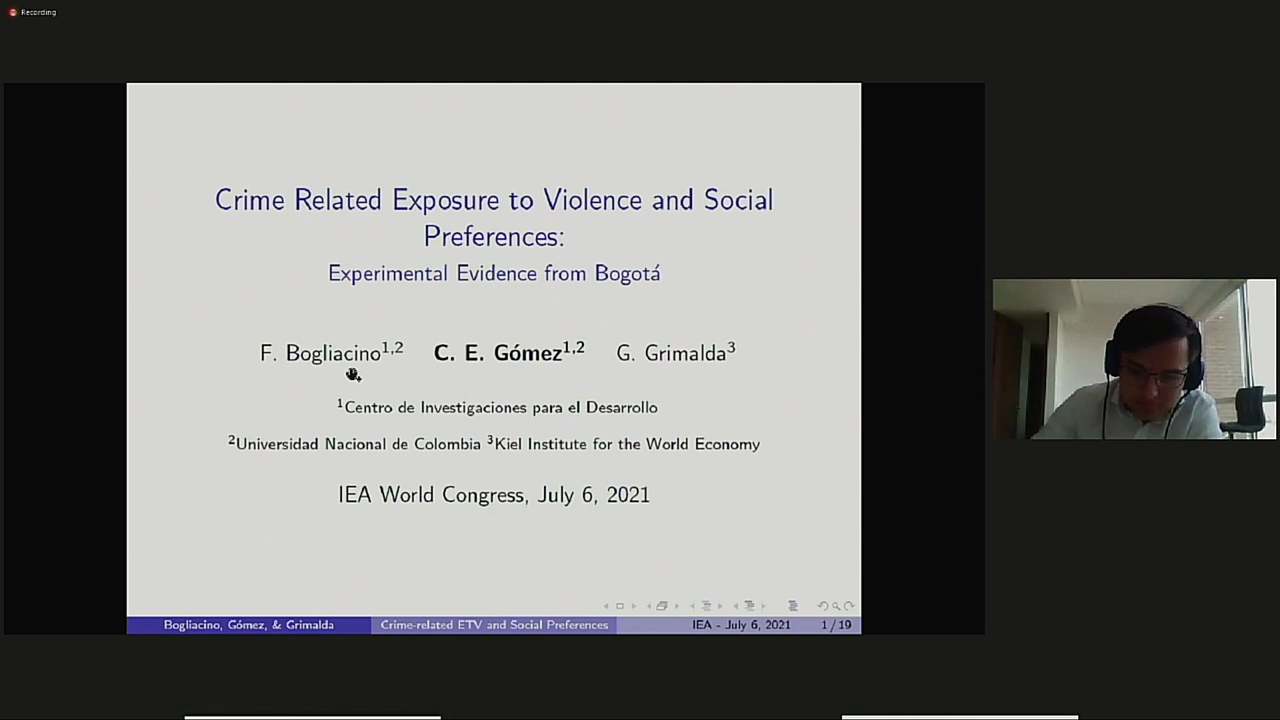 Recording
Crime Related Exposure to Violence and Social
Preferences:
Experimental Evidence from Bogotá
F. Bogliacino1,2 C. E. Gómez1,2 G. Grimalda3
1Centro de Investigaciones para el Desarrollo
2Universidad Nacional de Colombia 3Kiel Institute for the World Economy
IEA World Congress, July 6, 2021
Bogliacino, Gómez, & Grimalda Crime-related ETV and Social Preferences IEA - July 6, 2021 1 / 19